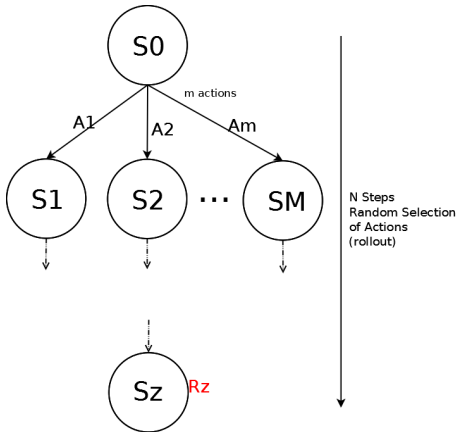 S0
m actions
A1
A2
Am
S1
S2
...
SM
N Steps
Random Selection
of Actions
(rollout)
Sz
Rz